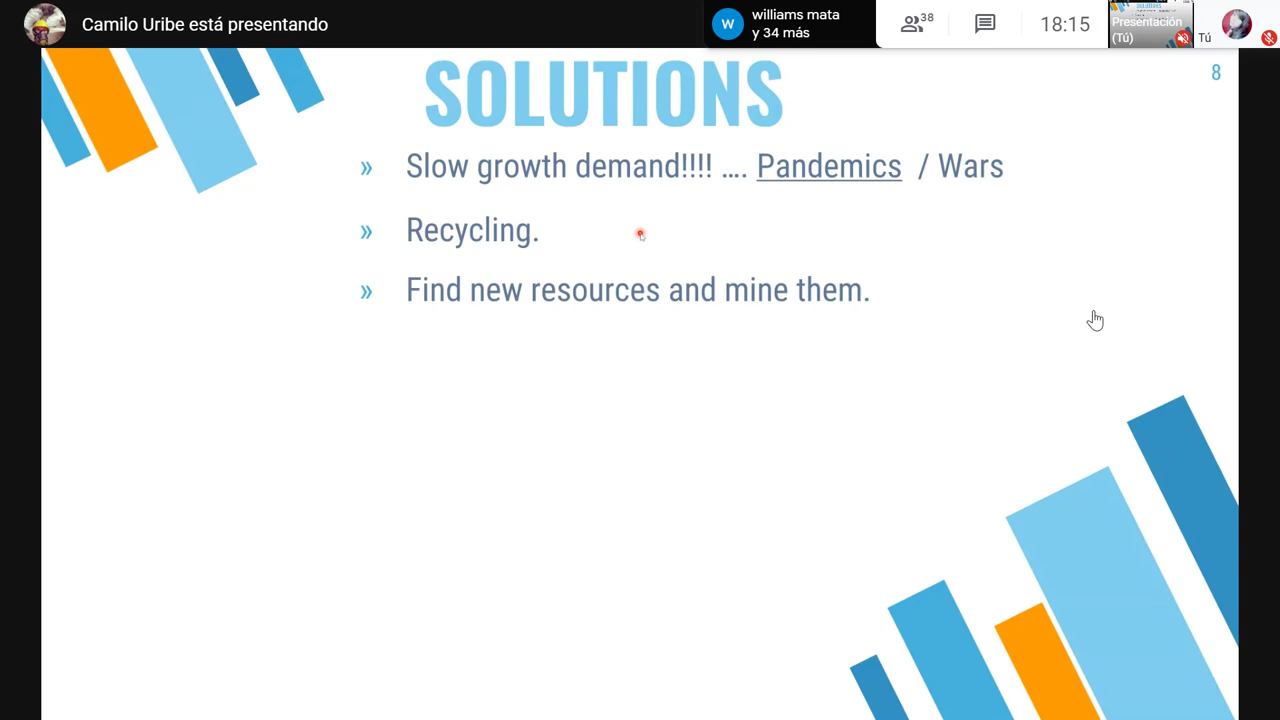 Camilo Uribe está presentando
W
williams mata
y 34 más
38
18:15
SOLUTIONS
Presentación
(Tú)
Tú
SOLUTIONS
8
» Slow growth demand!!!! .... Pandemics / Wars
» Recycling.
» Find new resources and mine them.